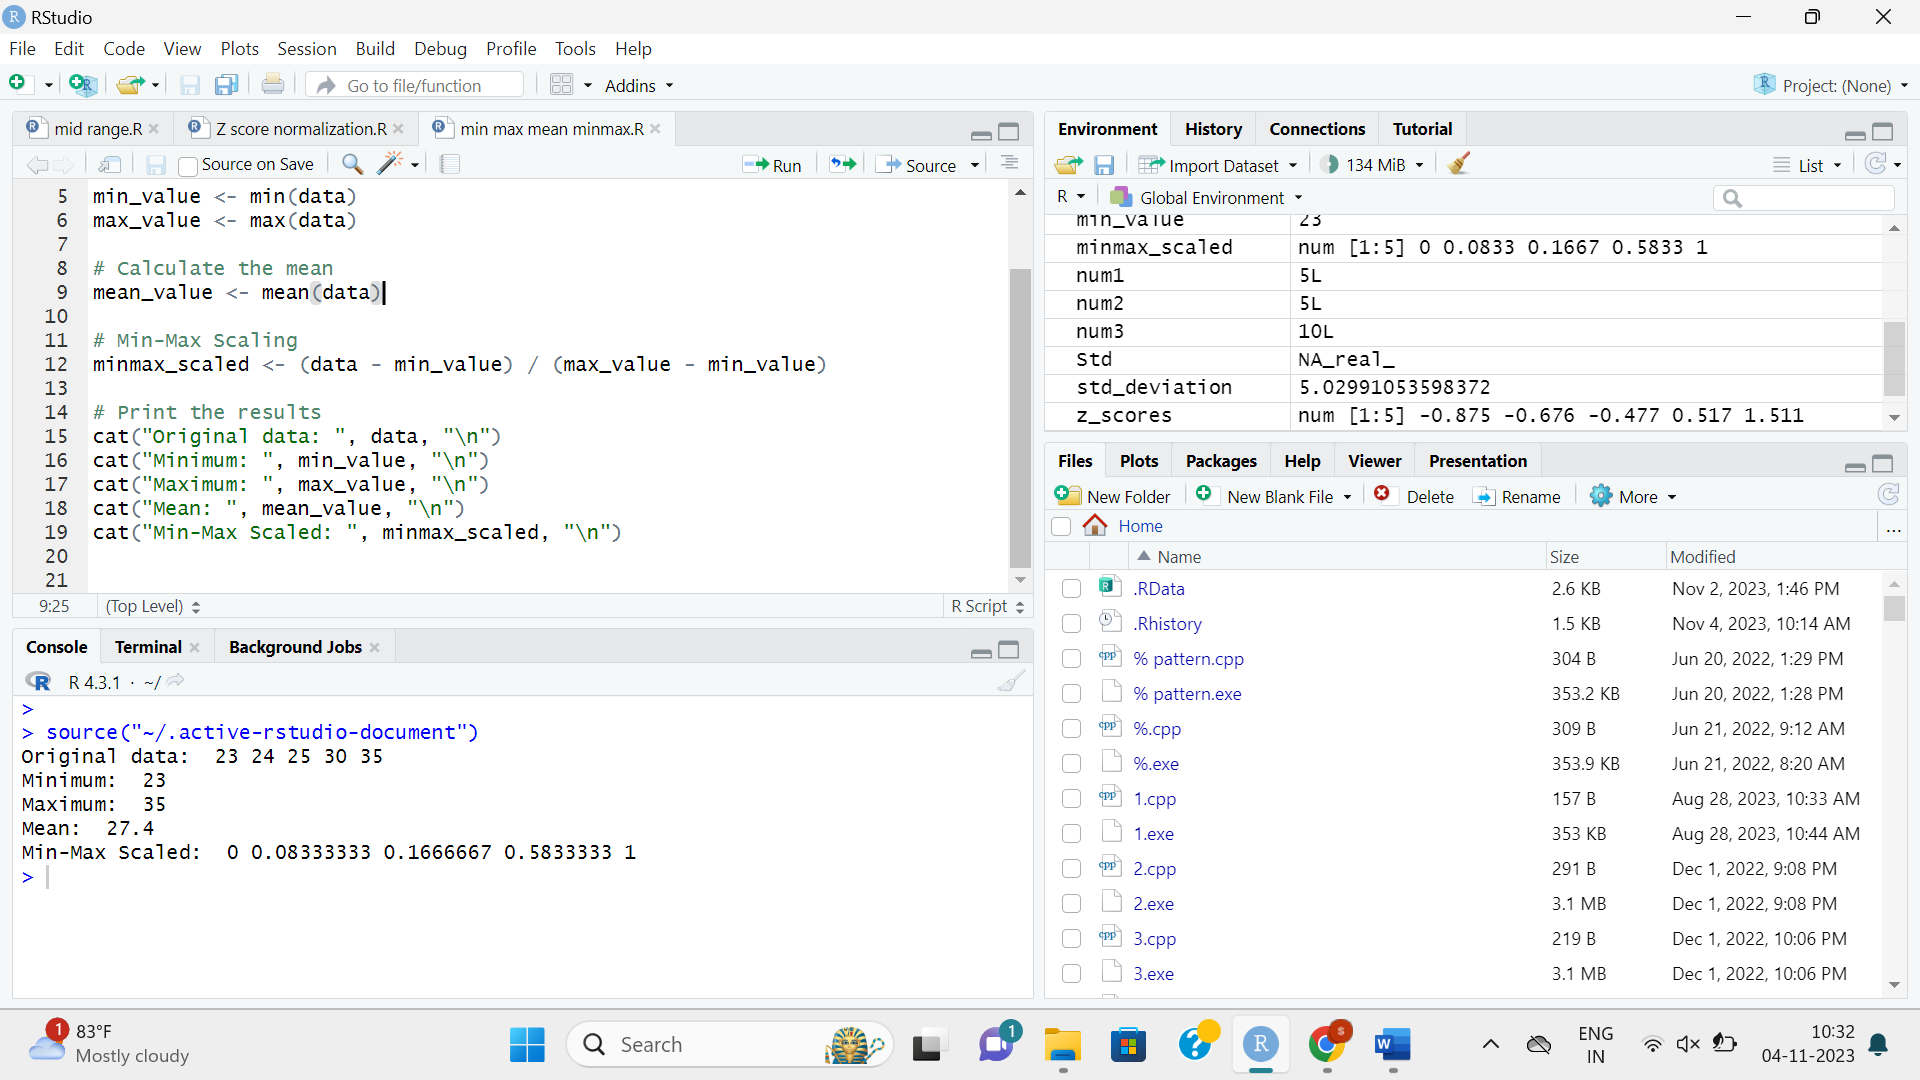 RStudio
File Edit Code View Plots Session Build Debug Profile Tools Help
Go to file/function Addins Project: (None)
mid range.R Z score normalization.R min max mean minmax.R
Source on Save Run Source
5 min_value <- min(data)
6 max_value <- max(data)
7
8 # Calculate the mean
9 mean_value <- mean(data)
10
11 # Min-Max Scaling
12 minmax_scaled <- (data - min_value) / (max_value - min_value)
13
14 # Print the results
15 cat("Original data: ", data, "\n")
16 cat("Minimum: ", min_value, "\n")
17 cat("Maximum: ", max_value, "\n")
18 cat("Mean: ", mean_value, "\n")
19 cat("Min-Max Scaled: ", minmax_scaled, "\n")
20
21
9:25 (Top Level) R Script
Console Terminal Background Jobs
R 4.3.1 · ~/
>
> source("~/.active-rstudio-document")
Original data:  23 24 25 30 35
Minimum:  23
Maximum:  35
Mean:  27.4
Min-Max Scaled:  0 0.08333333 0.1666667 0.5833333 1
>
Environment History Connections Tutorial
Import Dataset 134 MiB List
R Global Environment
min_value 23
minmax_scaled num [1:5] 0 0.0833 0.1667 0.5833 1
num1 5L
num2 5L
num3 10L
Std NA_real_
std_deviation 5.02991053598372
z_scores num [1:5] -0.875 -0.676 -0.477 0.517 1.511
Files Plots Packages Help Viewer Presentation
New Folder New Blank File Delete Rename More
Home ...
Name Size Modified
.RData 2.6 KB Nov 2, 2023, 1:46 PM
.Rhistory 1.5 KB Nov 4, 2023, 10:14 AM
% pattern.cpp 304 B Jun 20, 2022, 1:29 PM
% pattern.exe 353.2 KB Jun 20, 2022, 1:28 PM
%.cpp 309 B Jun 21, 2022, 9:12 AM
%.exe 353.9 KB Jun 21, 2022, 8:20 AM
1.cpp 157 B Aug 28, 2023, 10:33 AM
1.exe 353 KB Aug 28, 2023, 10:44 AM
2.cpp 291 B Dec 1, 2022, 9:08 PM
2.exe 3.1 MB Dec 1, 2022, 9:08 PM
3.cpp 219 B Dec 1, 2022, 10:06 PM
3.exe 3.1 MB Dec 1, 2022, 10:06 PM
1 83°F
Mostly cloudy
Search
1
ENG
IN
10:32
04-11-2023